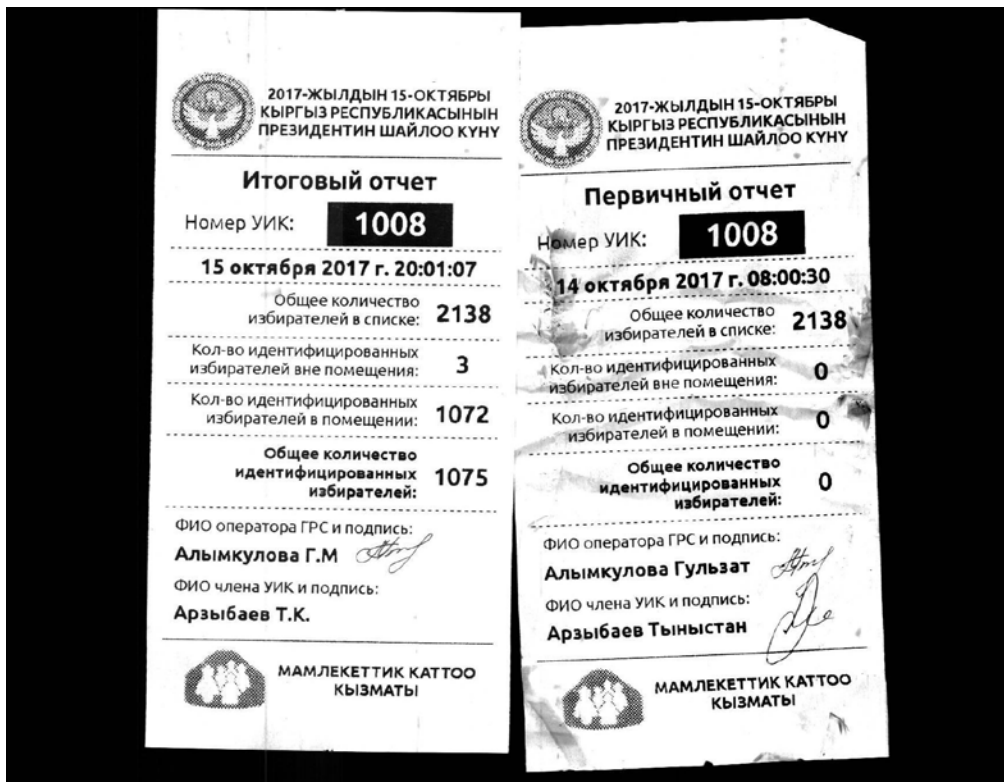 2017-ЖЫЛДЫН 15-ОКТЯБРЫ
КЫРГЫЗ РЕСПУБЛИКАСЫНЫН
ПРЕЗИДЕНТИН ШАЙЛОО КҮНҮ
Итоговый отчет
Номер УИК: 1008
15 октября 2017 г. 20:01:07
Общее количество
избирателей в списке: 2138
Кол-во идентифицированных
избирателей вне помещения: 3
Кол-во идентифицированных
избирателей в помещении: 1072
Общее количество
идентифицированных
избирателей: 1075
ФИО оператора ГРС и подпись:
Алымкулова Г.М
ФИО члена УИК и подпись:
Арзыбаев Т.К.
МАМЛЕКЕТТИК КАТТОО
КЫЗМАТЫ
2017-ЖЫЛДЫН 15-ОКТЯБРЫ
КЫРГЫЗ РЕСПУБЛИКАСЫНЫН
ПРЕЗИДЕНТИН ШАЙЛОО КҮНҮ
Первичный отчет
Номер УИК: 1008
14 октября 2017 г. 08:00:30
Общее количество
избирателей в списке: 2138
Кол-во идентифицированных
избирателей вне помещения: 0
Кол-во идентифицированных
избирателей в помещении: 0
Общее количество
идентифицированных
избирателей: 0
ФИО оператора ГРС и подпись:
Алымкулова Гульзат
ФИО члена УИК и подпись:
Арзыбаев Тыныстан
МАМЛЕКЕТТИК КАТТОО
КЫЗМАТЫ